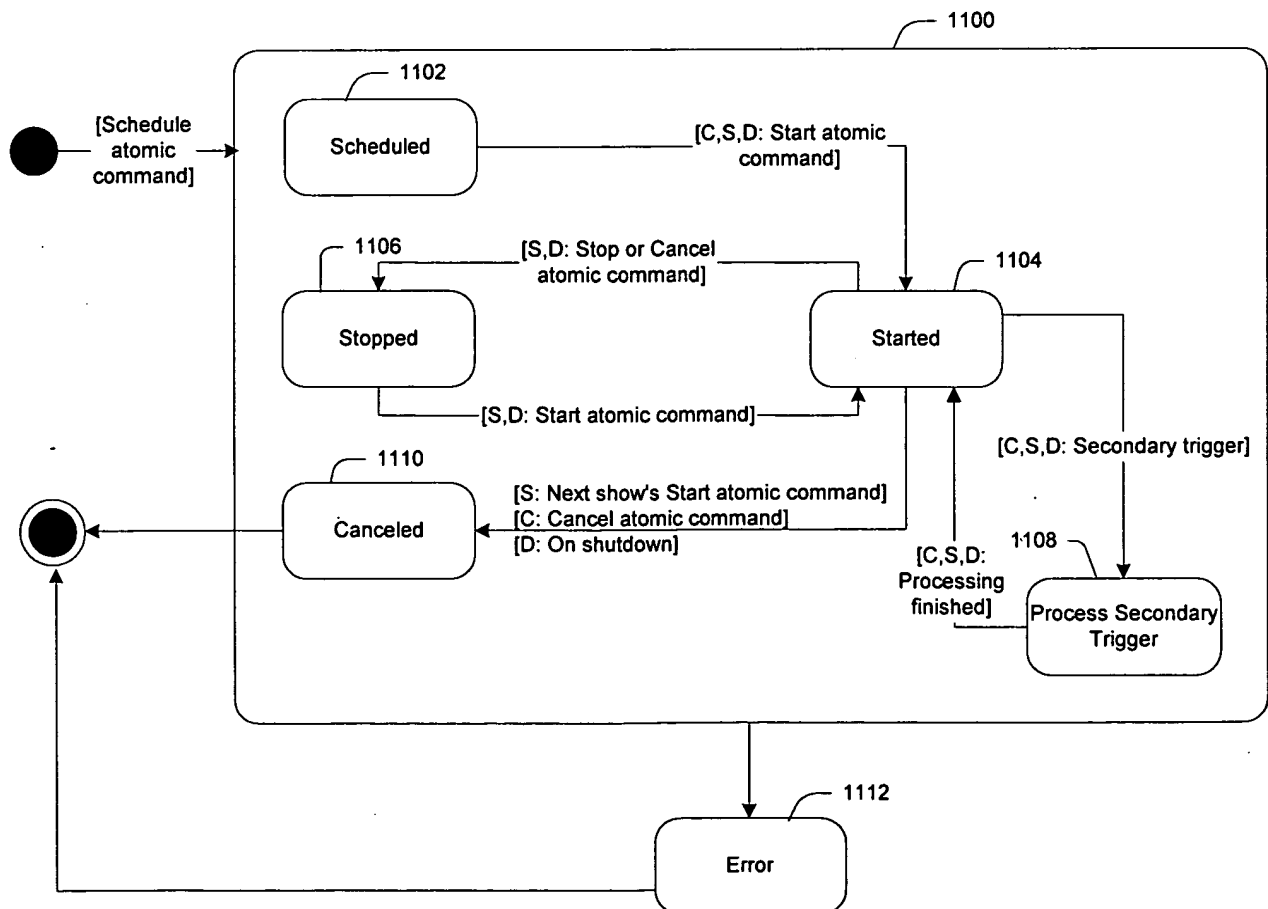 1100
1102
[Schedule
atomic
command]
Scheduled
[C,S,D: Start atomic
command]
1106
[S,D: Stop or Cancel
atomic command]
1104
Stopped
Started
[S,D: Start atomic command]
[C,S,D: Secondary trigger]
1110
[S: Next show's Start atomic command]
[C: Cancel atomic command]
[D: On shutdown]
Canceled
[C,S,D:
Processing
finished]
1108
Process Secondary
Trigger
1112
Error